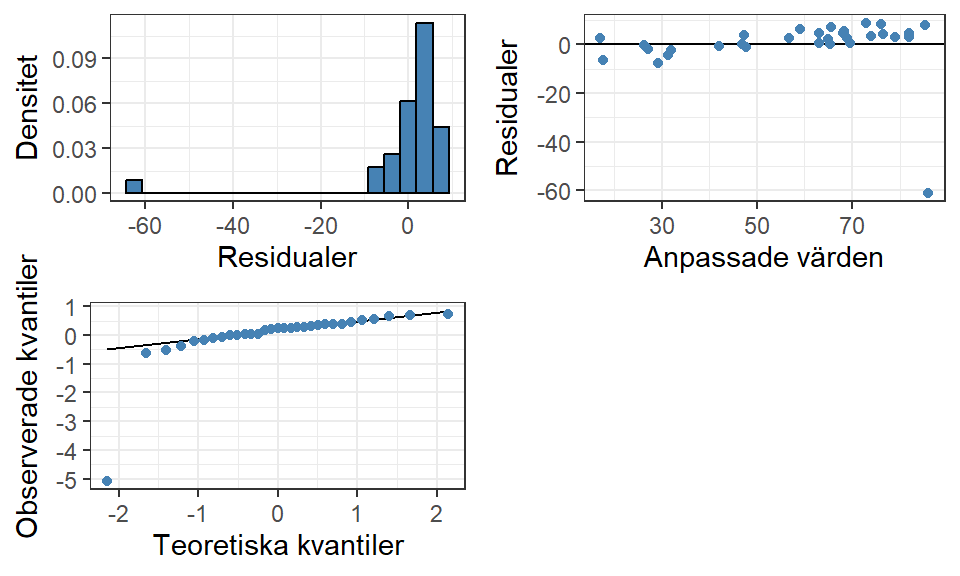 Densitet
0.09
0.06
0.03
0.00
-60 -40 -20 0
Residualer
Residualer
0
-20
-40
-60
30 50 70
Anpassade värden
Observerade kvantiler
1
0
-1
-2
-3
-4
-5
-2 -1 0 1 2
Teoretiska kvantiler